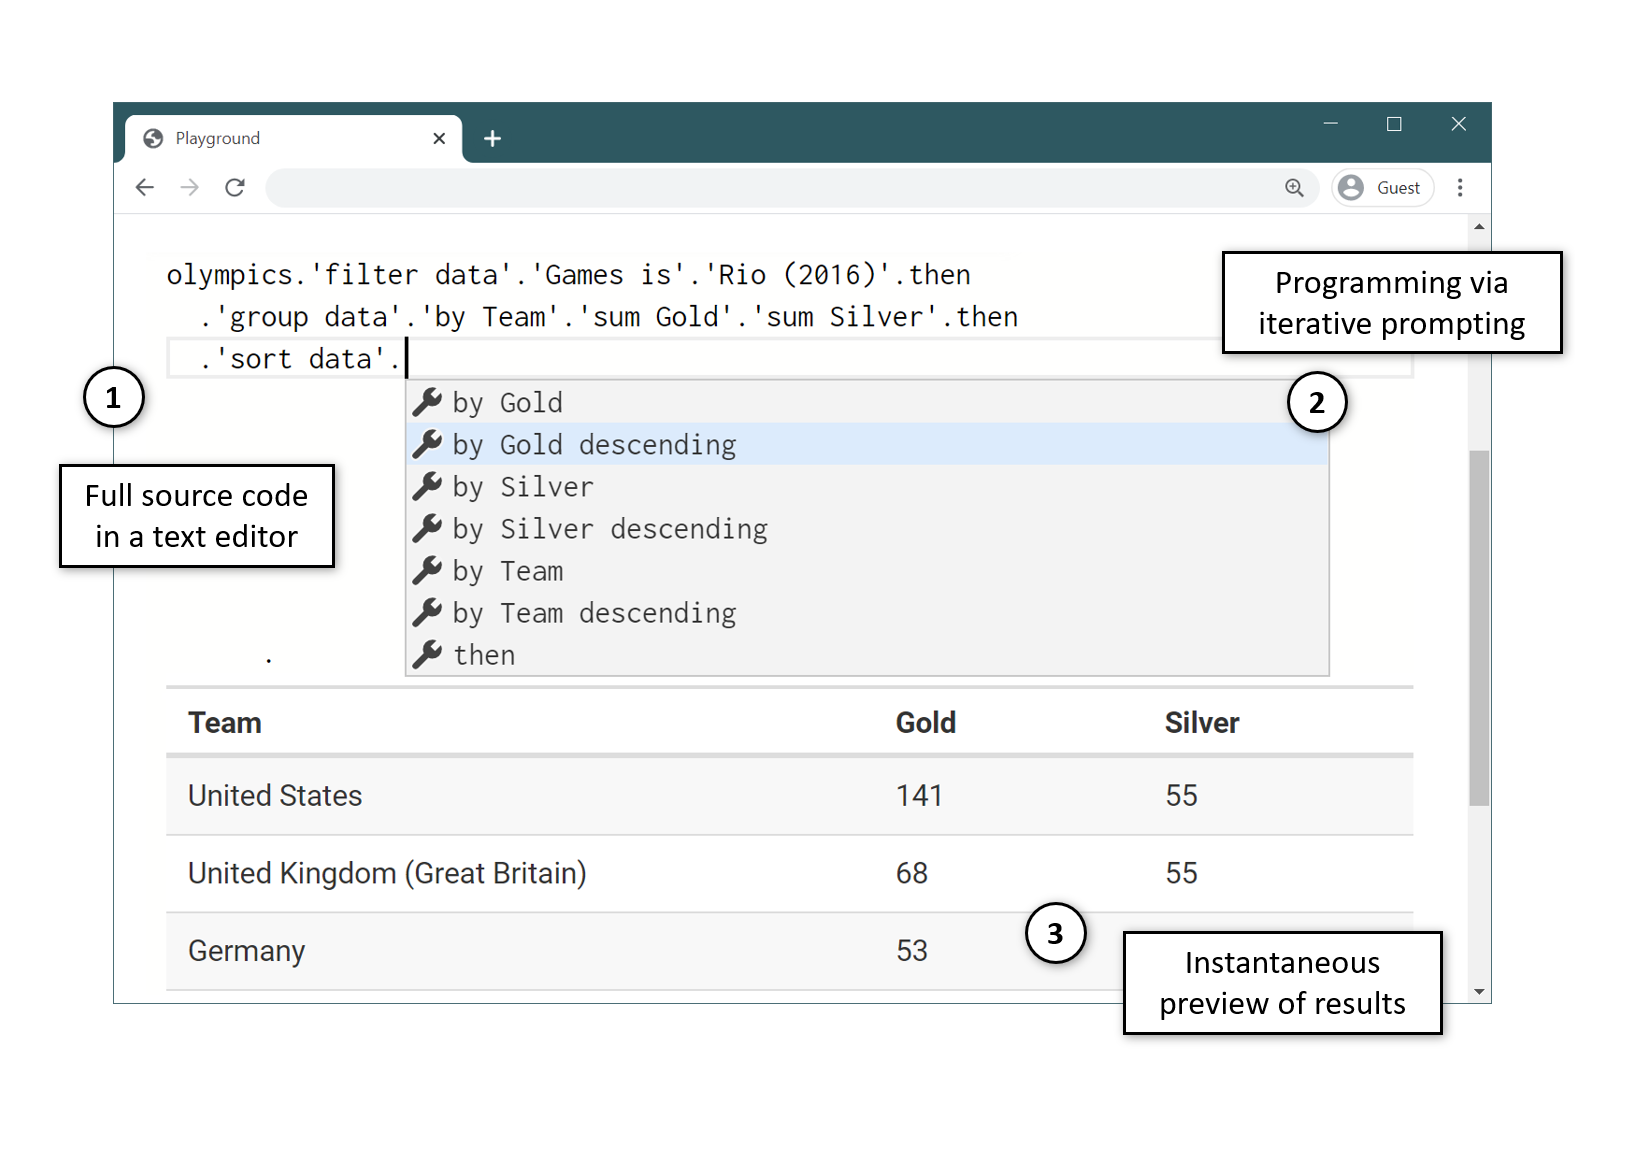 Playground
Guest
olympics.'filter data'.'Games is'.'Rio (2016)'.then
.'group data'.'by Team'.'sum Gold'.'sum Silver'.then
.'sort data'.
Programming via
iterative prompting
1
2
by Gold
by Gold descending
by Silver
by Silver descending
by Team
by Team descending
then
Full source code
in a text editor
.
Team Gold Silver
United States 141 55
United Kingdom (Great Britain) 68 55
Germany 53
3
Instantaneous
preview of results